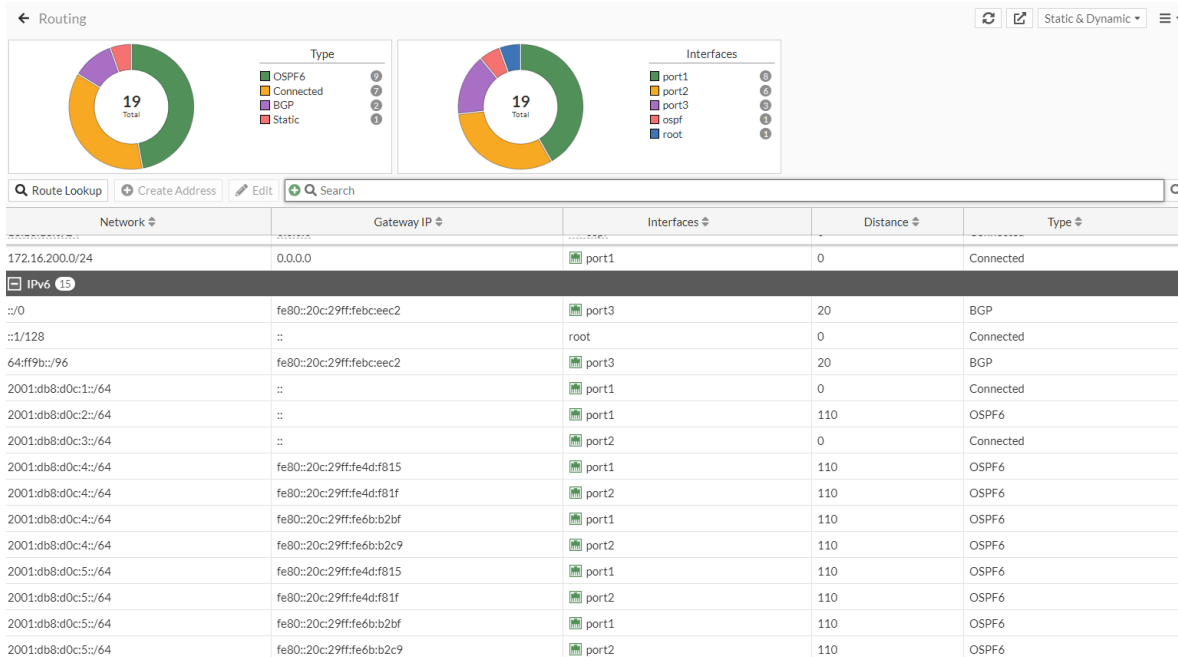 Routing
Static & Dynamic
Type
OSPF6 9
Connected 7
BGP 2
Static 1
19
Total
Interfaces
port1 8
port2 6
port3 3
ospf 1
root 1
19
Total
Route Lookup Create Address Edit Search
Network Gateway IP Interfaces Distance Type
172.16.200.0/24 0.0.0.0 port1 0 Connected
IPv6 15
::/0 fe80::20c:29ff:febc:eec2 port3 20 BGP
::1/128 :: root 0 Connected
64:ff9b::/96 fe80::20c:29ff:febc:eec2 port3 20 BGP
2001:db8:d0c:1::/64 :: port1 0 Connected
2001:db8:d0c:2::/64 :: port1 110 OSPF6
2001:db8:d0c:3::/64 :: port2 0 Connected
2001:db8:d0c:4::/64 fe80::20c:29ff:fe4d:f815 port1 110 OSPF6
2001:db8:d0c:4::/64 fe80::20c:29ff:fe4d:f81f port2 110 OSPF6
2001:db8:d0c:4::/64 fe80::20c:29ff:fe6b:b2bf port1 110 OSPF6
2001:db8:d0c:4::/64 fe80::20c:29ff:fe6b:b2c9 port2 110 OSPF6
2001:db8:d0c:5::/64 fe80::20c:29ff:fe4d:f815 port1 110 OSPF6
2001:db8:d0c:5::/64 fe80::20c:29ff:fe4d:f81f port2 110 OSPF6
2001:db8:d0c:5::/64 fe80::20c:29ff:fe6b:b2bf port1 110 OSPF6
2001:db8:d0c:5::/64 fe80::20c:29ff:fe6b:b2c9 port2 110 OSPF6